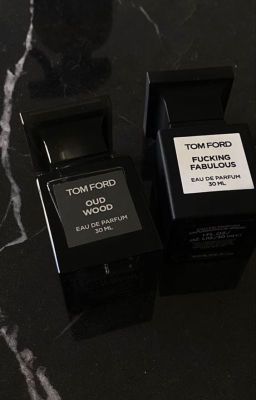 TOM FORD
OUD
WOOD
EAU DE PARFUM
30 ML
TOM FORD
FUCKING
FABULOUS
EAU DE PARFUM
30 ML